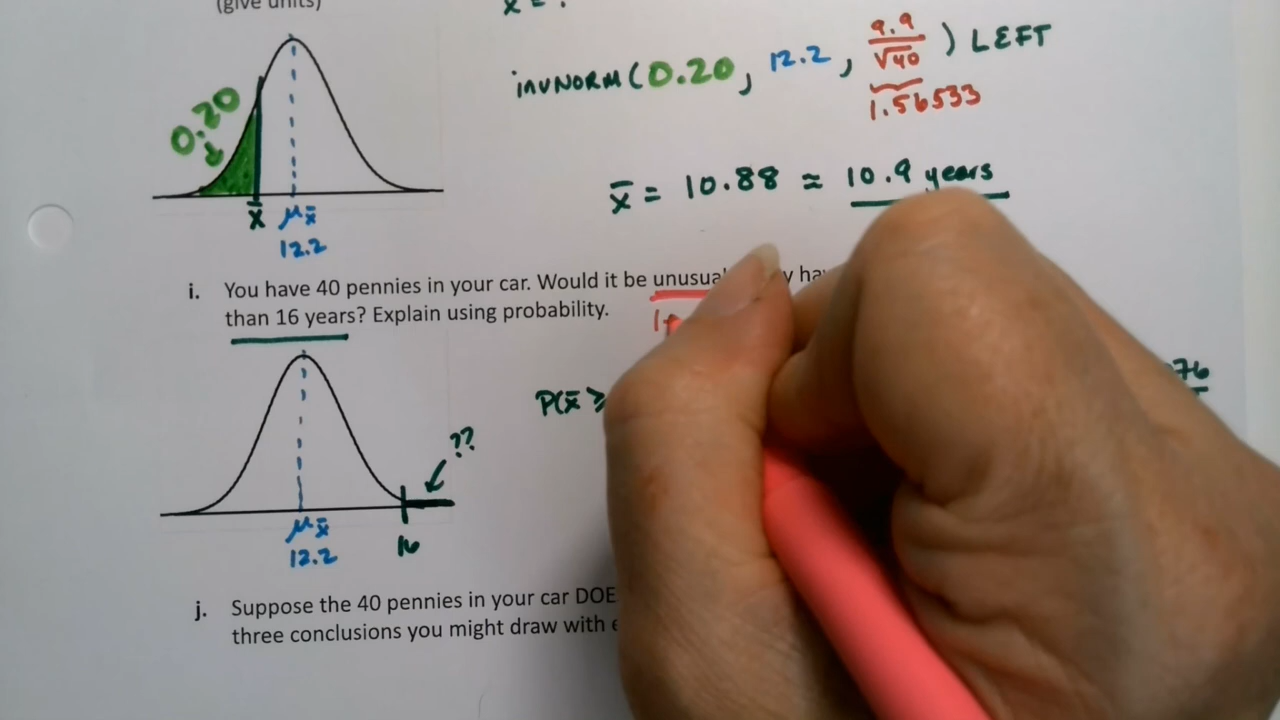 (give units)
x̄ = ?
invNORM(0.20, 12.2, 9.9/√40) LEFT
1.56533
0.20
x̄ = 10.88 ≈ 10.9 years
x̄ μx̄
12.2
i. You have 40 pennies in your car. Would it be
than 16 years? Explain using probability.
P(x̄ ≥
76
??
μx̄
12.2
16
j. Suppose the 40 pennies in your car
three conclusions you might draw with